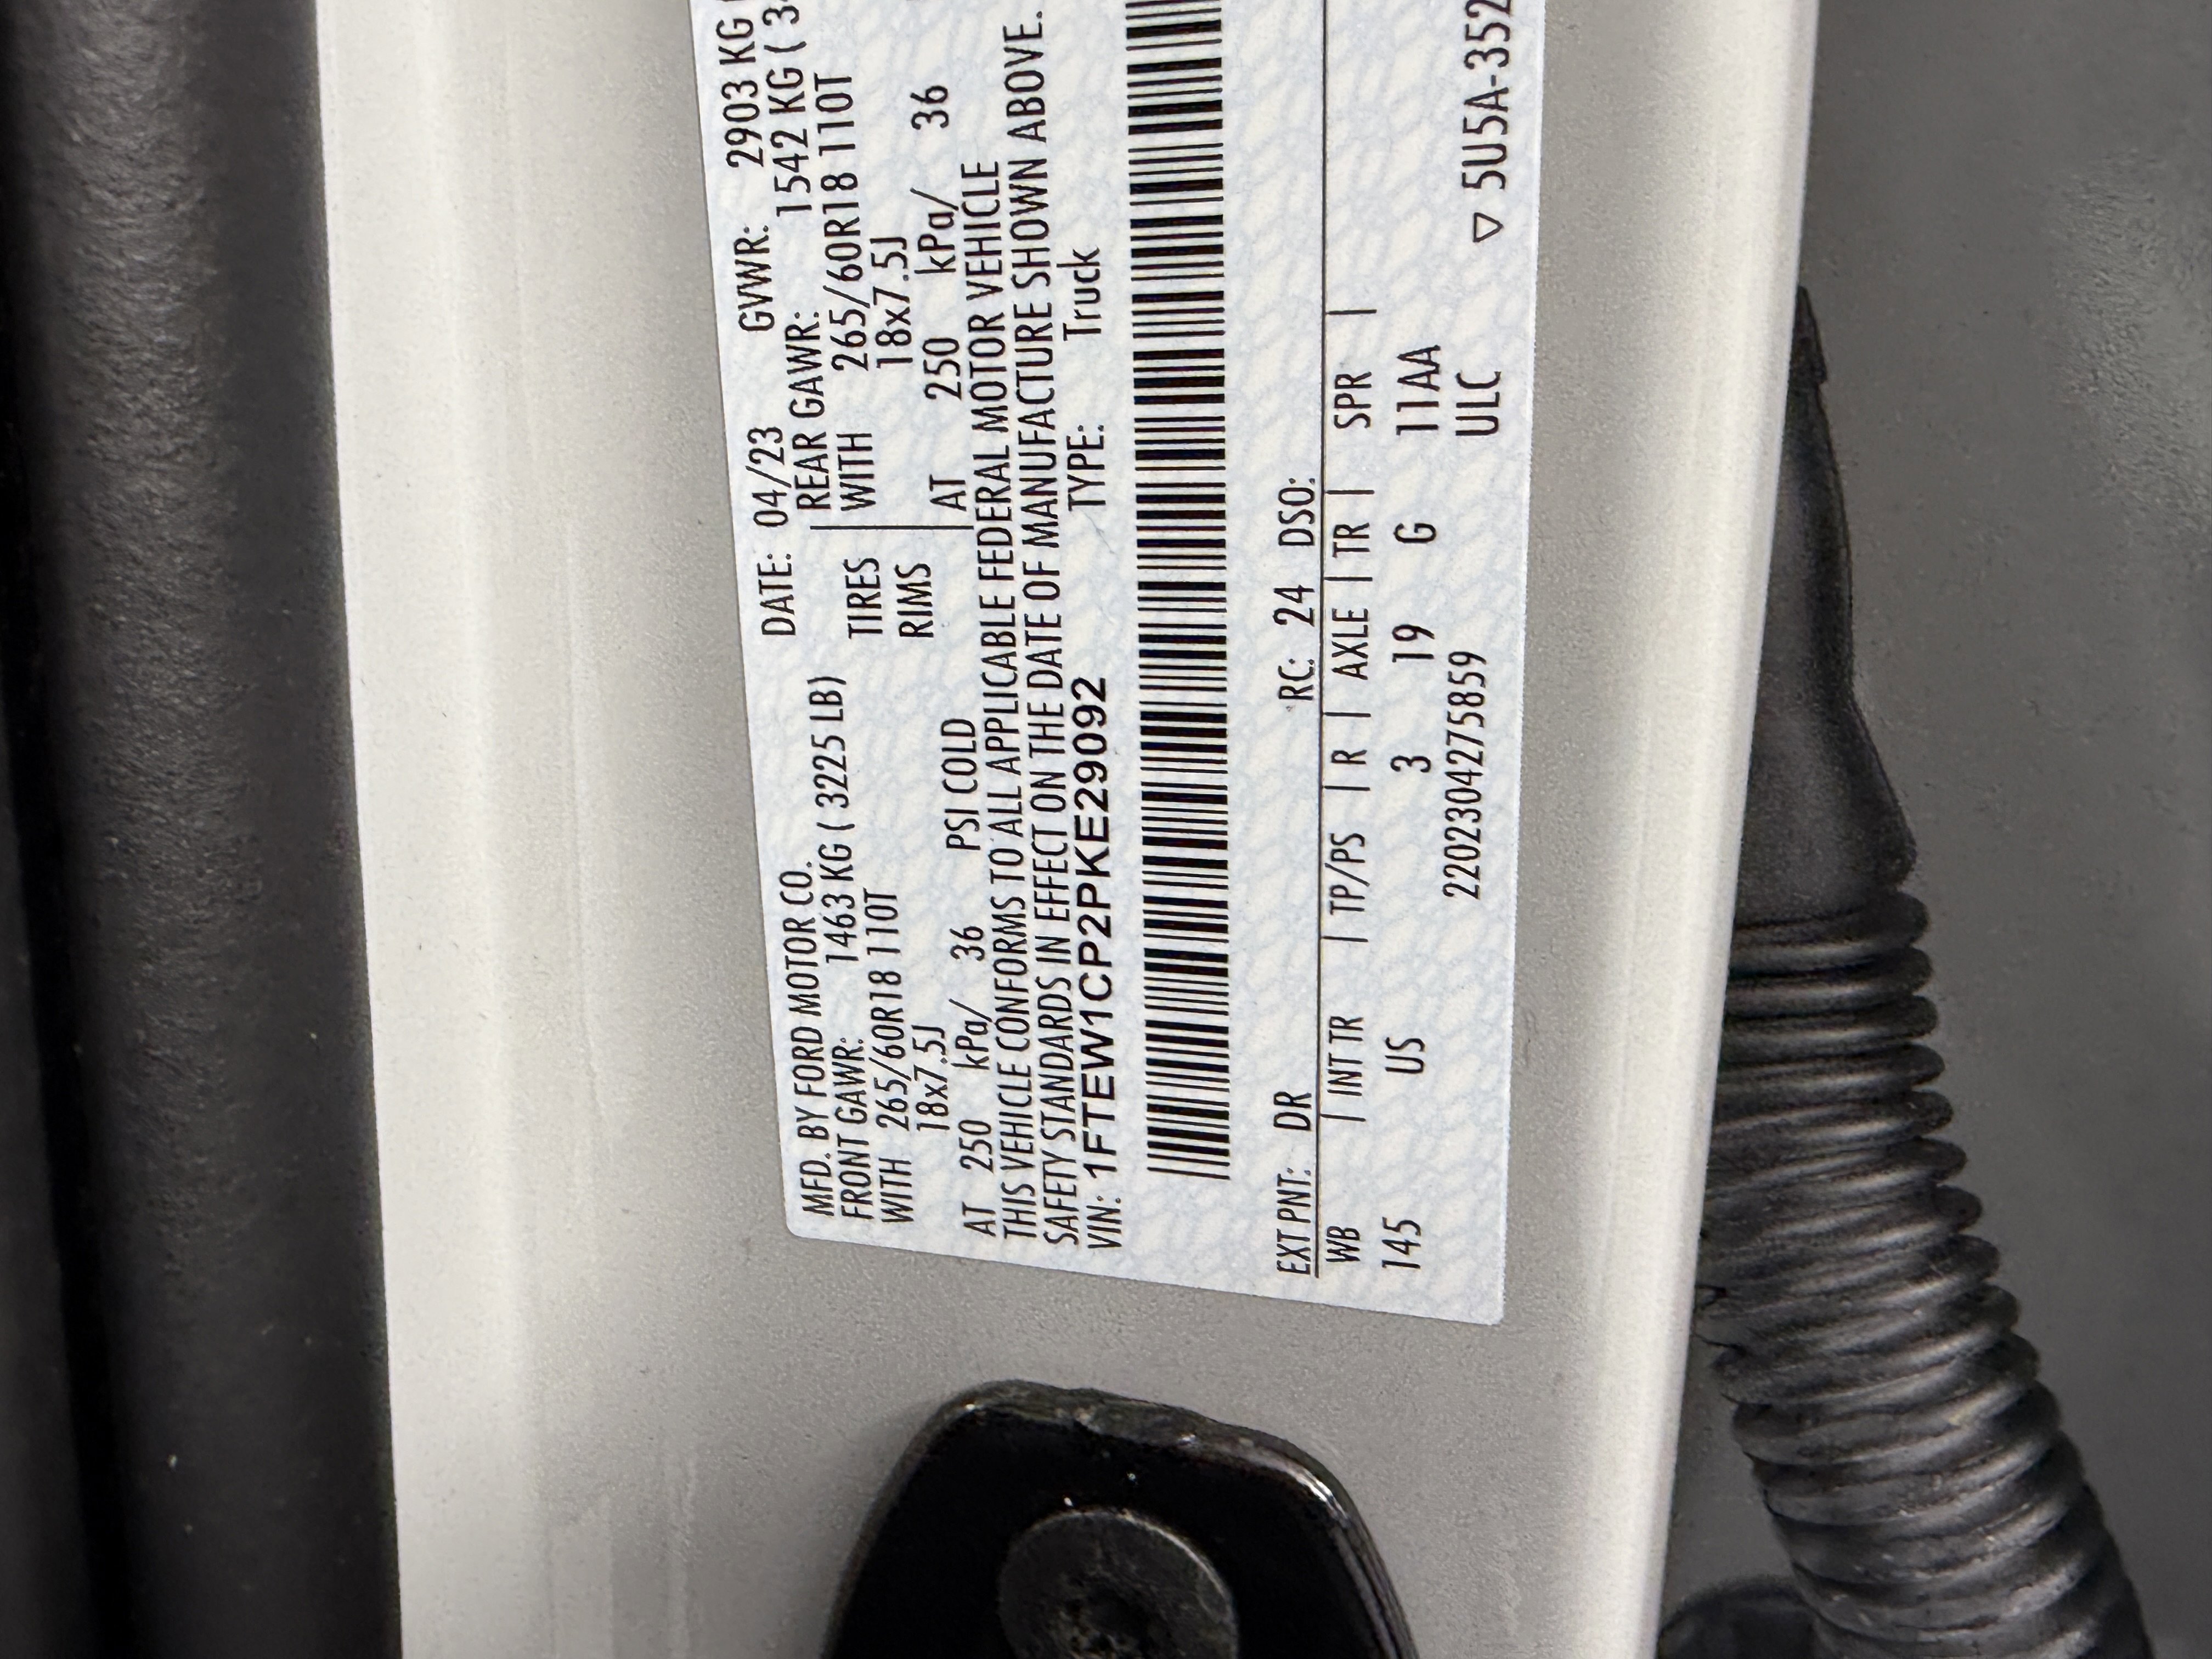 MFD. BY FORD MOTOR CO. DATE: 04/23 GVWR: 2903 KG
FRONT GAWR: 1463 KG ( 3225 LB) REAR GAWR: 1542 KG (
WITH 265/60R18 110T TIRES WITH 265/60R18 110T
18x7.5J RIMS 18x7.5J
AT 250 kPa/ 36 PSI COLD AT 250 kPa/ 36
THIS VEHICLE CONFORMS TO ALL APPLICABLE FEDERAL MOTOR VEHICLE
SAFETY STANDARDS IN EFFECT ON THE DATE OF MANUFACTURE SHOWN ABOVE.
VIN: 1FTEW1CP2PKE29092 TYPE: Truck
EXT PNT: DR RC: 24 DSO:
WB | INT TR | TP/PS | R | AXLE | TR | SPR |
145 US 3 19 G 11AA
2202304275859 ULC
▽ 5U5A-352